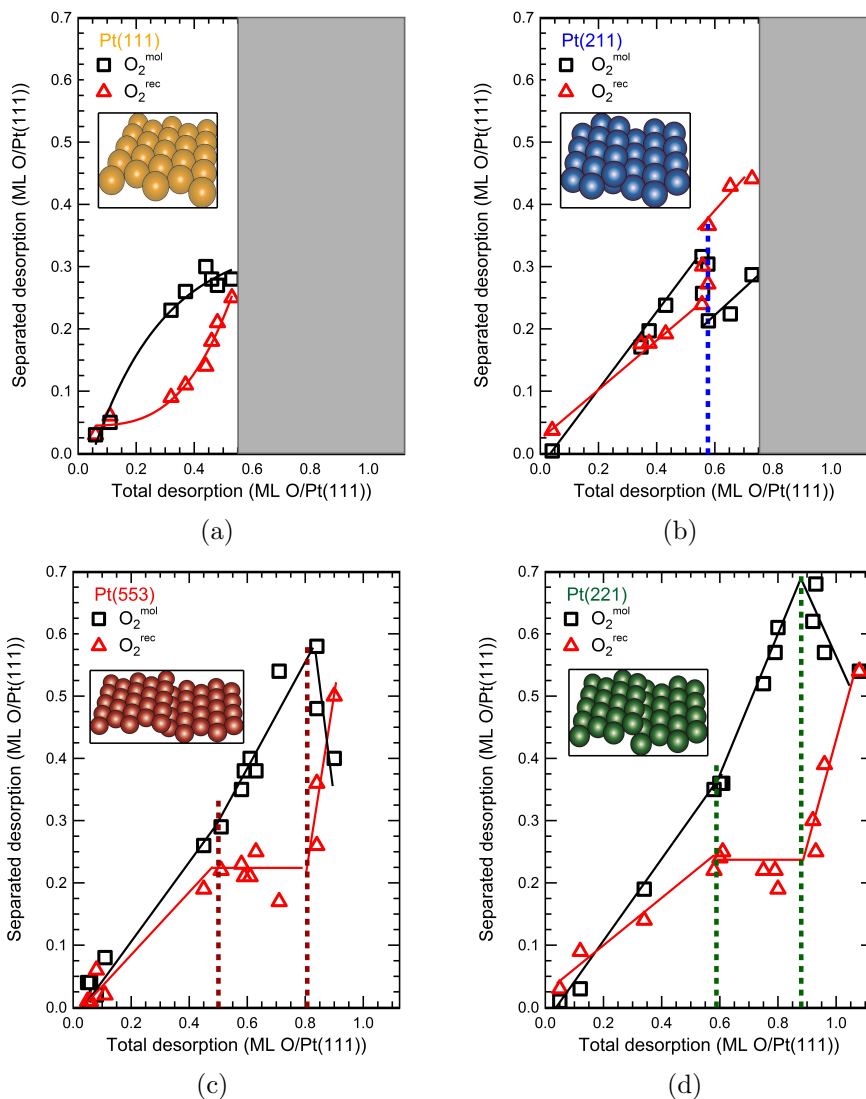 Pt(111)
O₂ᵐᵒˡ
O₂ʳᵉᶜ
Separated desorption (ML O/Pt(111))
0.7
0.6
0.5
0.4
0.3
0.2
0.1
0.0
0.0 0.2 0.4 0.6 0.8 1.0
Total desorption (ML O/Pt(111))
(a)
Pt(211)
O₂ᵐᵒˡ
O₂ʳᵉᶜ
Separated desorption (ML O/Pt(111))
0.7
0.6
0.5
0.4
0.3
0.2
0.1
0.0
0.0 0.2 0.4 0.6 0.8 1.0
Total desorption (ML O/Pt(111))
(b)
Pt(553)
O₂ᵐᵒˡ
O₂ʳᵉᶜ
Separated desorption (ML O/Pt(111))
0.7
0.6
0.5
0.4
0.3
0.2
0.1
0.0
0.0 0.2 0.4 0.6 0.8 1.0
Total desorption (ML O/Pt(111))
(c)
Pt(221)
O₂ᵐᵒˡ
O₂ʳᵉᶜ
Separated desorption (ML O/Pt(111))
0.7
0.6
0.5
0.4
0.3
0.2
0.1
0.0
0.0 0.2 0.4 0.6 0.8 1.0
Total desorption (ML O/Pt(111))
(d)